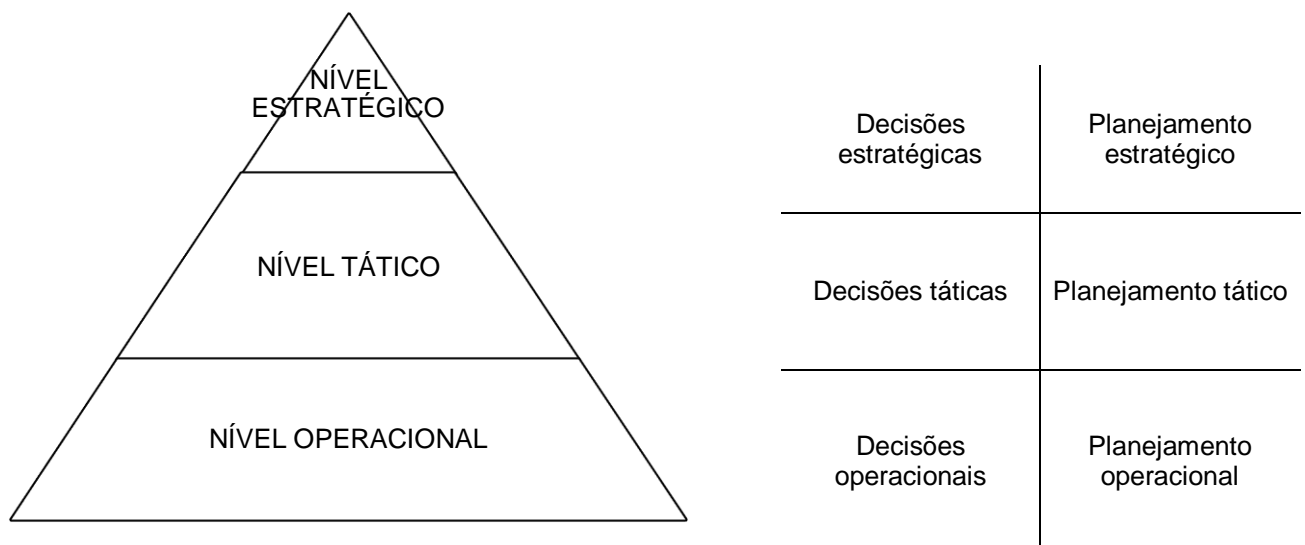 NÍVEL
ESTRATÉGICO
NÍVEL TÁTICO
NÍVEL OPERACIONAL
Decisões
estratégicas
Planejamento
estratégico
Decisões táticas
Planejamento tático
Decisões
operacionais
Planejamento
operacional